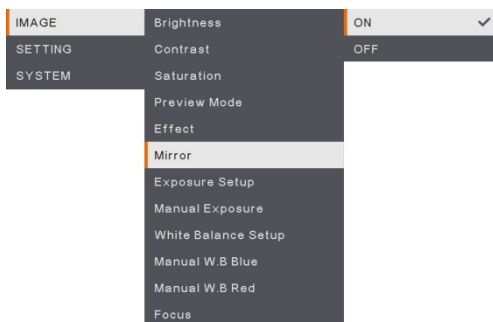 IMAGE
SETTING
SYSTEM
Brightness
Contrast
Saturation
Preview Mode
Effect
Mirror
Exposure Setup
Manual Exposure
White Balance Setup
Manual W.B Blue
Manual W.B Red
Focus
ON
OFF